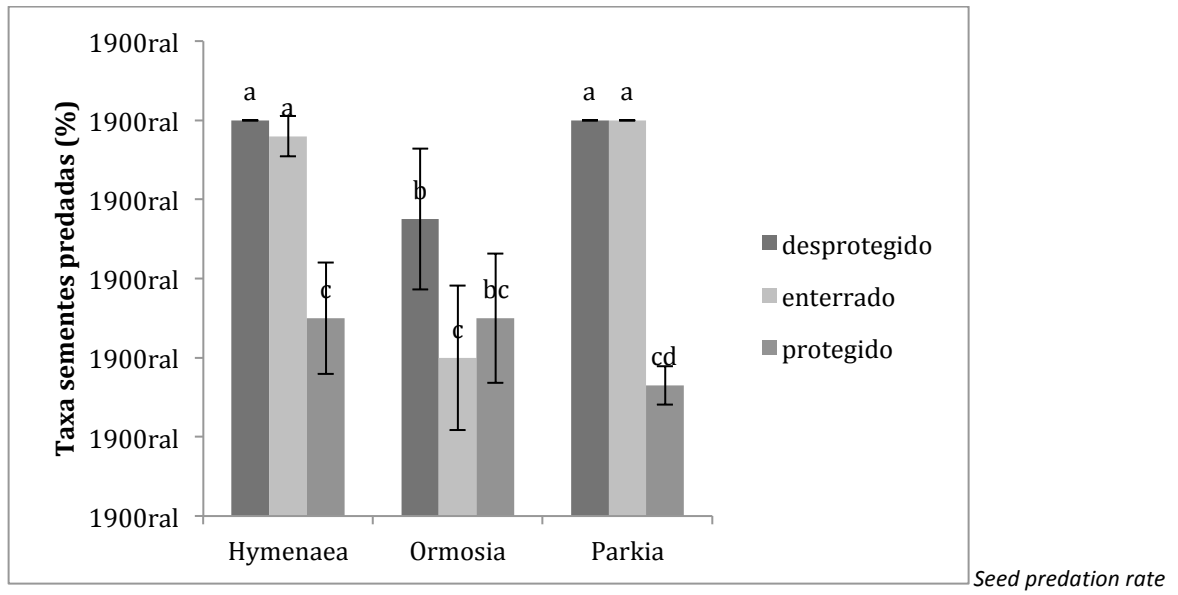 Taxa sementes predadas (%)
1900ral
1900ral
1900ral
1900ral
1900ral
1900ral
1900ral
a
a
c
b
c
bc
a
a
cd
Hymenaea
Ormosia
Parkia
desprotegido
enterrado
protegido
Seed predation rate